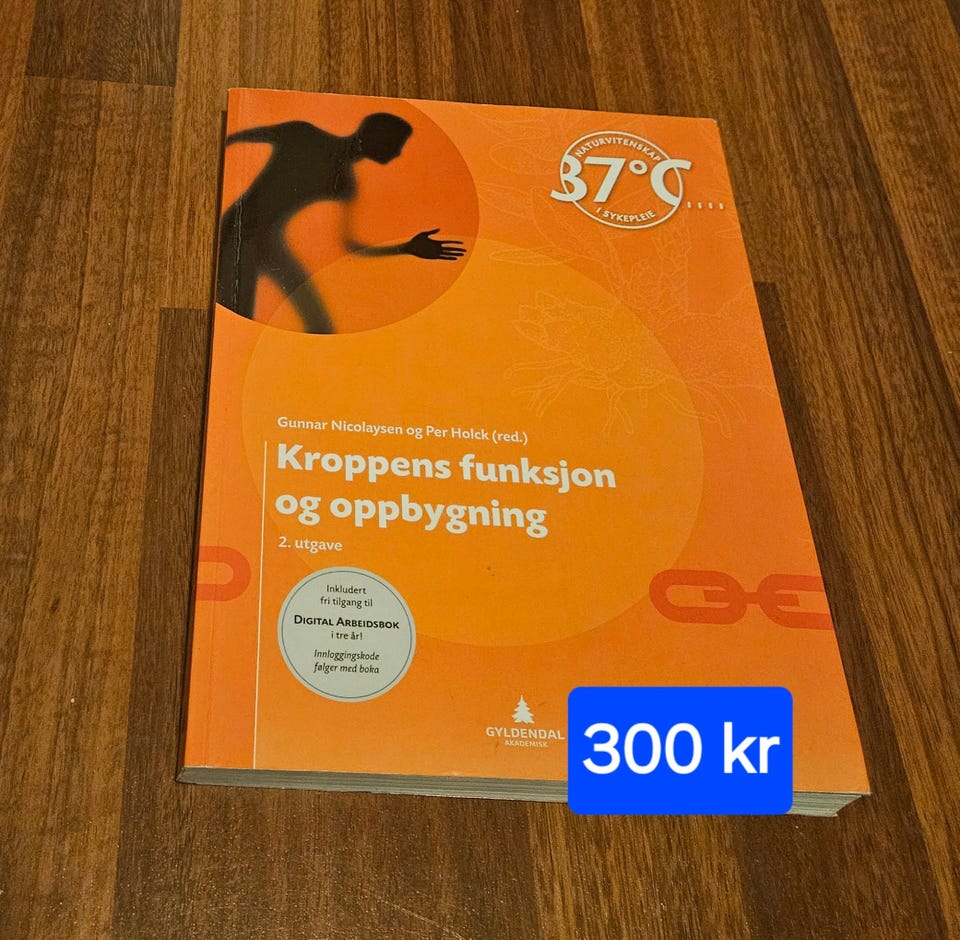 NATURVITENSKAP
37°C
I SYKEPLEIE
Gunnar Nicolaysen og Per Holck (red.)
Kroppens funksjon
og oppbygning
2. utgave
Inkludert
fri tilgang til
DIGITAL ARBEIDSBOK
i tre år!
Innloggingskode
følger med boka
GYLDENDAL
AKADEMISK
300 kr